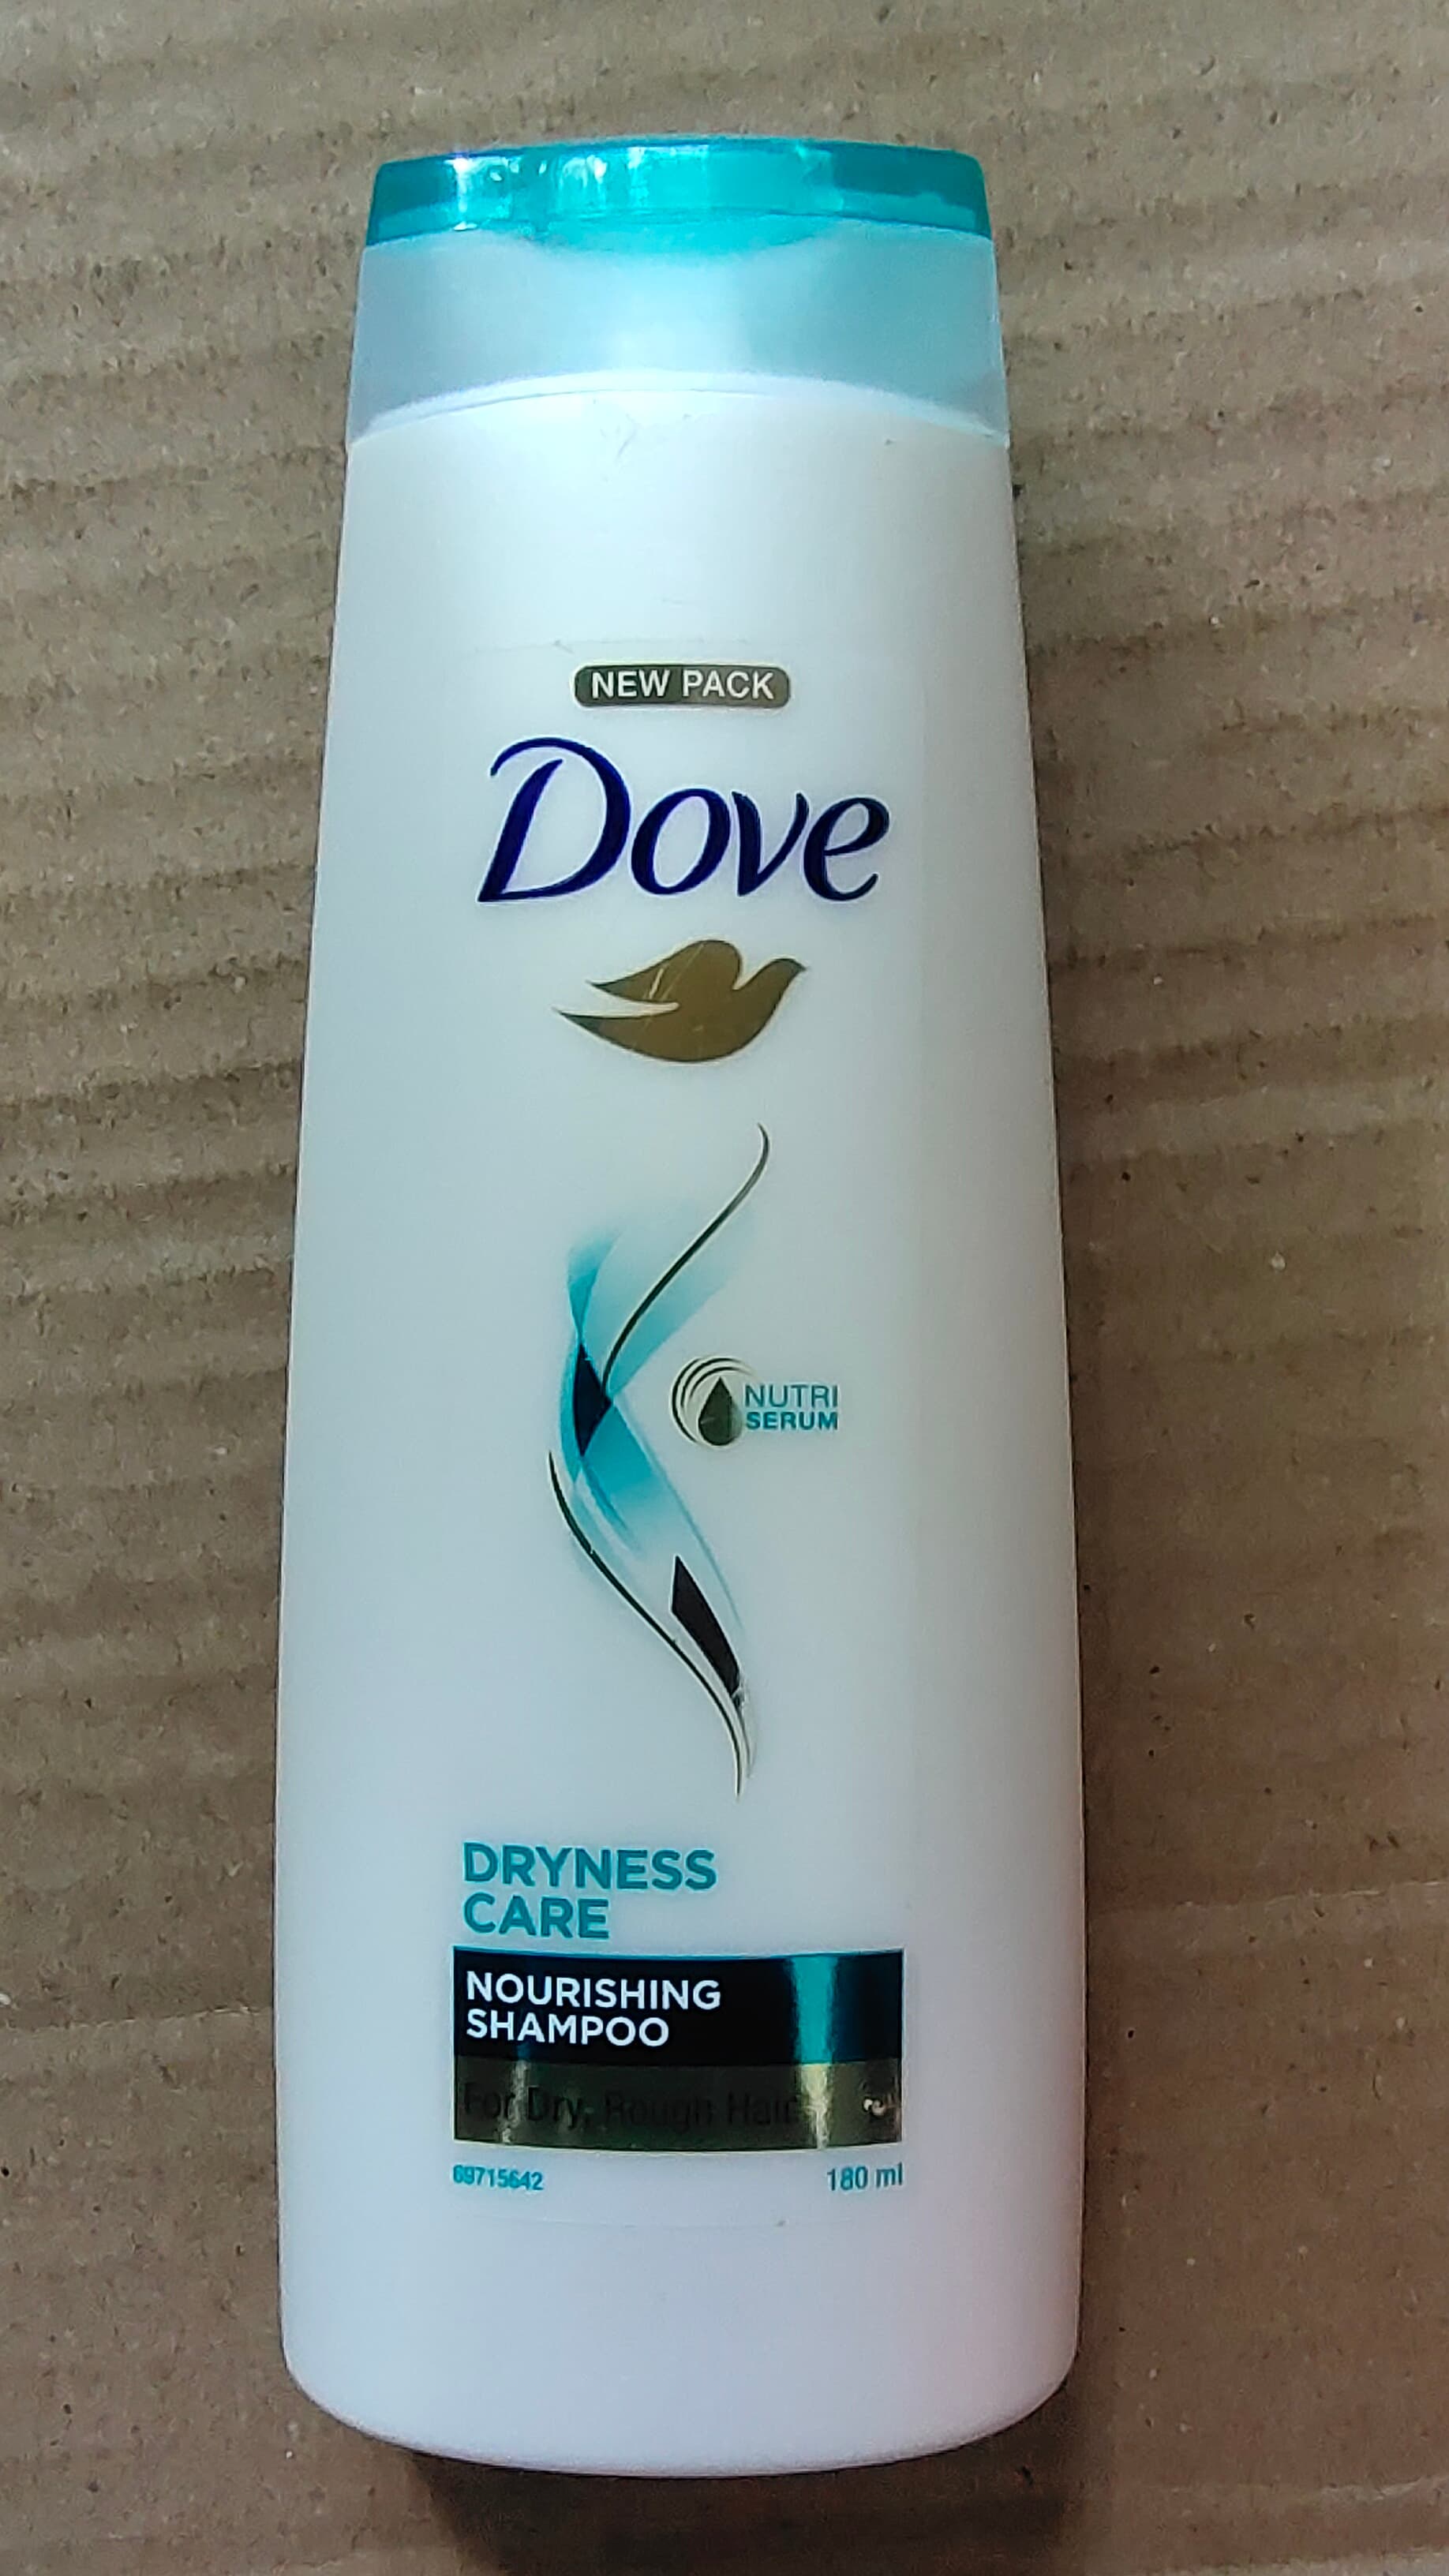 NEW PACK
Dove
NUTRI
SERUM
DRYNESS
CARE
NOURISHING
SHAMPOO
For Dry, Rough Hair
69715642
180 ml